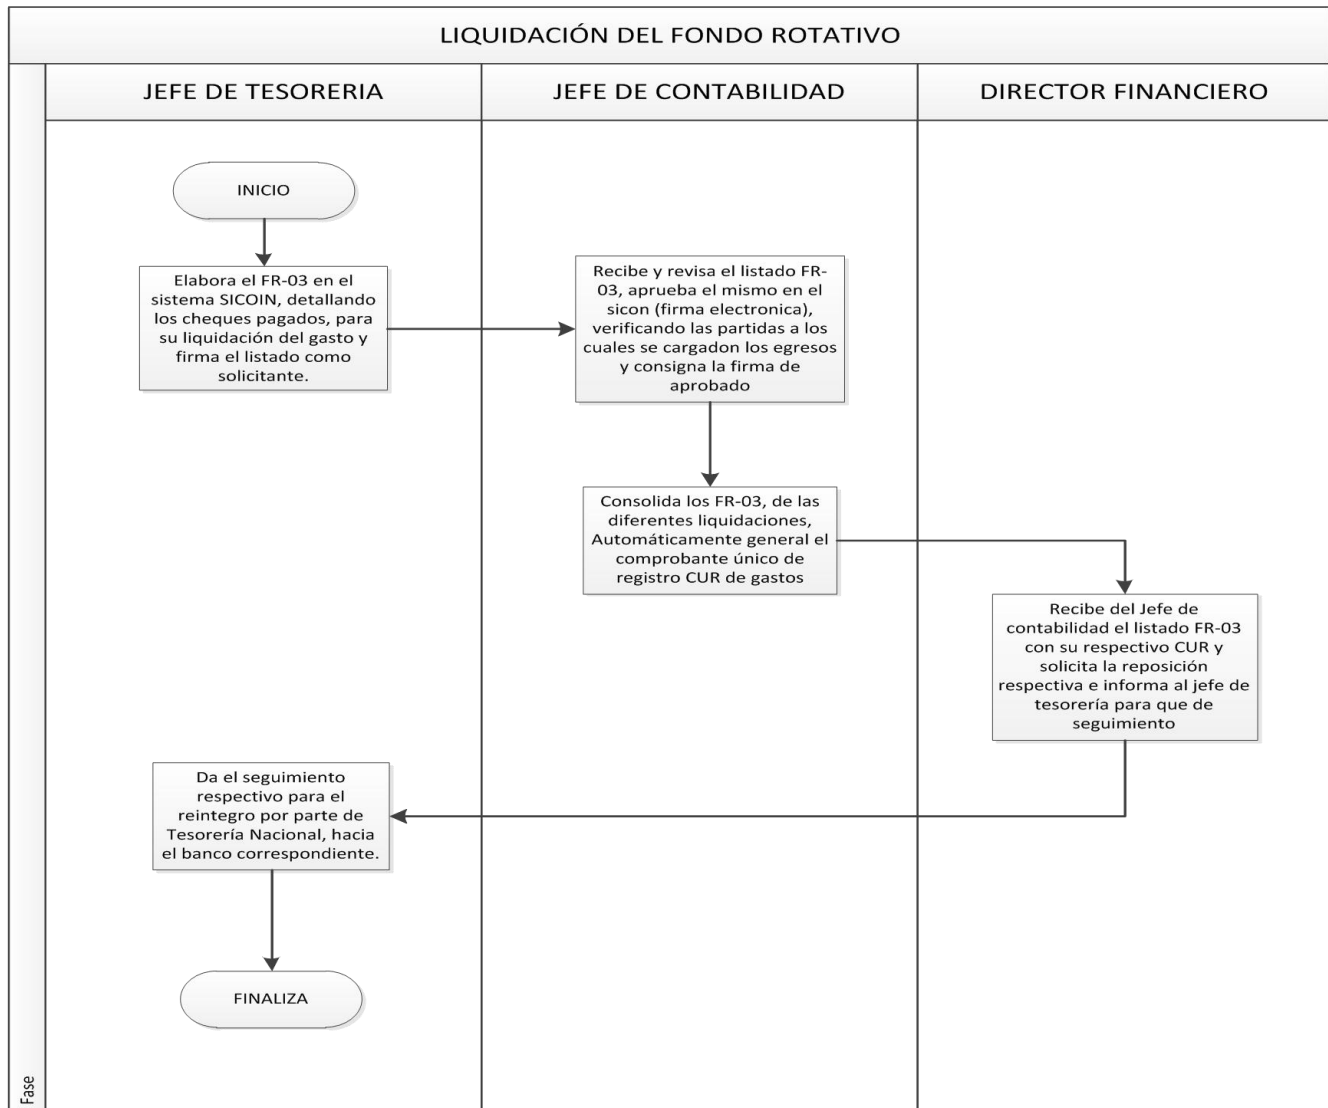 LIQUIDACIÓN DEL FONDO ROTATIVO
JEFE DE TESORERIA
JEFE DE CONTABILIDAD
DIRECTOR FINANCIERO
INICIO
Elabora el FR-03 en el
sistema SICOIN, detallando
los cheques pagados, para
su liquidación del gasto y
firma el listado como
solicitante.
Recibe y revisa el listado FR-
03, aprueba el mismo en el
sicon (firma electronica),
verificando las partidas a los
cuales se cargadon los egresos
y consigna la firma de
aprobado
Consolida los FR-03, de las
diferentes liquidaciones,
Automáticamente general el
comprobante único de
registro CUR de gastos
Recibe del Jefe de
contabilidad el listado FR-03
con su respectivo CUR y
solicita la reposición
respectiva e informa al jefe de
tesorería para que de
seguimiento
Da el seguimiento
respectivo para el
reintegro por parte de
Tesorería Nacional, hacia
el banco correspondiente.
FINALIZA
Fase